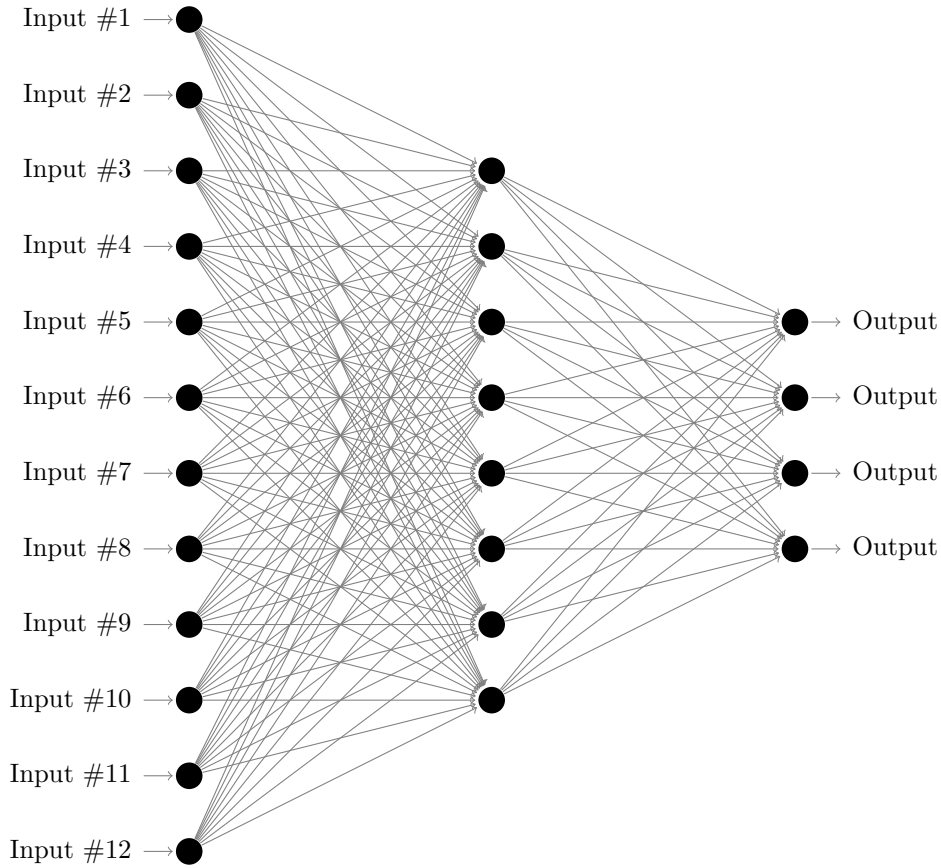 Input #1
Input #2
Input #3
Input #4
Input #5
Input #6
Input #7
Input #8
Input #9
Input #10
Input #11
Input #12
Output
Output
Output
Output